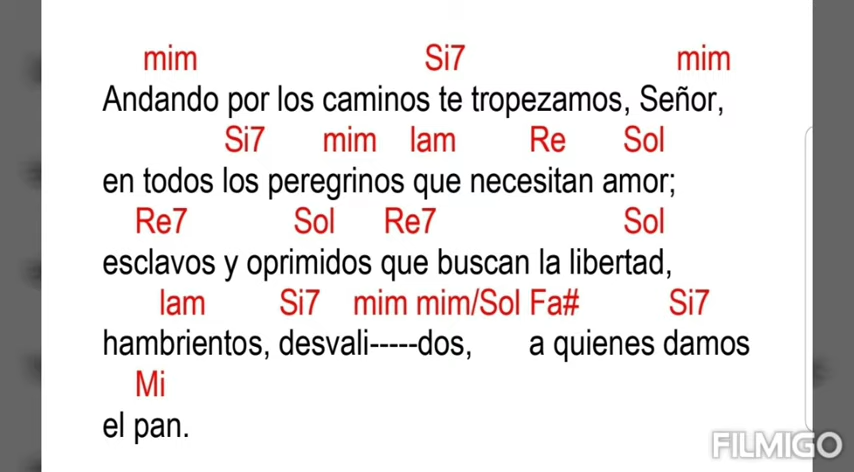 mim Si7 mim
Andando por los caminos te tropezamos, Señor,
Si7 mim lam Re Sol
en todos los peregrinos que necesitan amor;
Re7 Sol Re7 Sol
esclavos y oprimidos que buscan la libertad,
lam Si7 mim mim/Sol Fa# Si7
hambrientos, desvali-----dos, a quienes damos
Mi
el pan.
FILMIGO